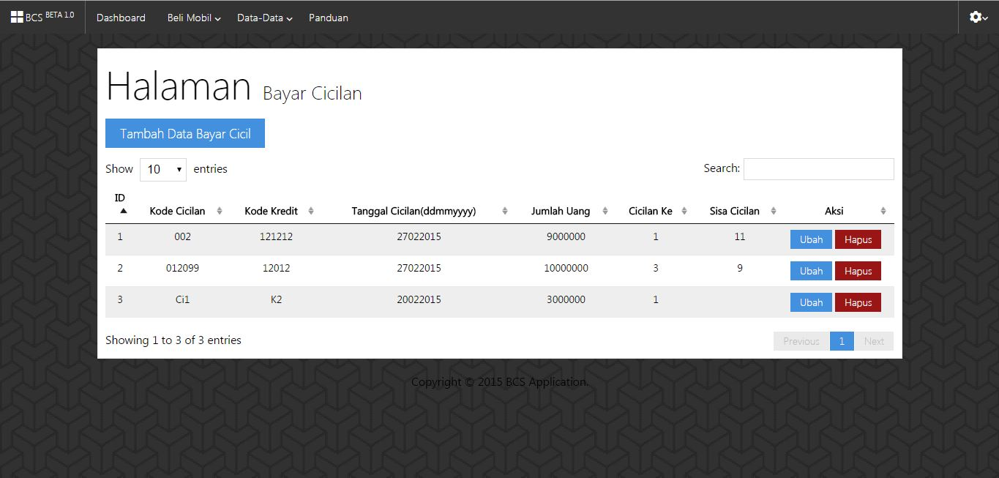 BCS BETA 1.0 Dashboard Beli Mobil Data-Data Panduan
Halaman Bayar Cicilan
Tambah Data Bayar Cicil
Show 10 entries Search:
ID Kode Cicilan Kode Kredit Tanggal Cicilan(ddmmyyyy) Jumlah Uang Cicilan Ke Sisa Cicilan Aksi
1 002 121212 27022015 9000000 1 11 Ubah Hapus
2 012099 12012 27022015 10000000 3 9 Ubah Hapus
3 Ci1 K2 20022015 3000000 1 Ubah Hapus
Showing 1 to 3 of 3 entries Previous 1 Next
Copyright © 2015 BCS Application.